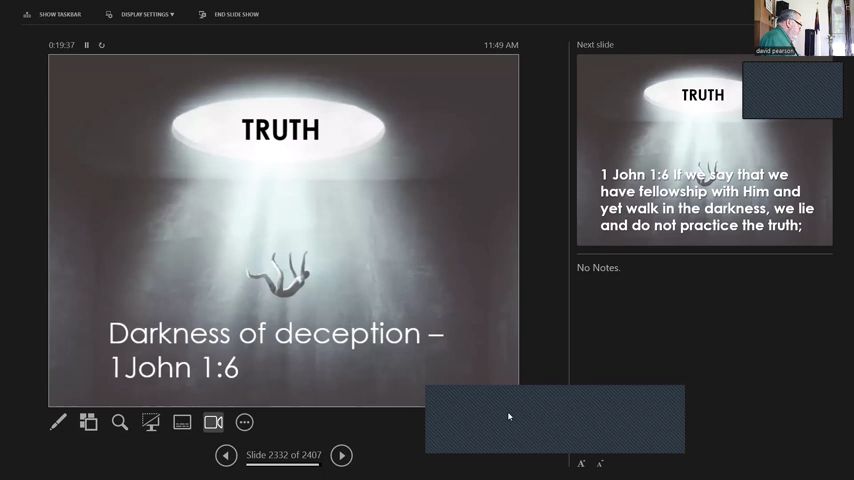 SHOW TASKBAR
DISPLAY SETTINGS ▼
END SLIDE SHOW
0:19:37
11:49 AM
TRUTH
Darkness of deception –
1John 1:6
Slide 2332 of 2407
Next slide
TRUTH
1 John 1:6 If we say that we
have fellowship with Him and
yet walk in the darkness, we lie
and do not practice the truth;
No Notes.
A
A
david pearson